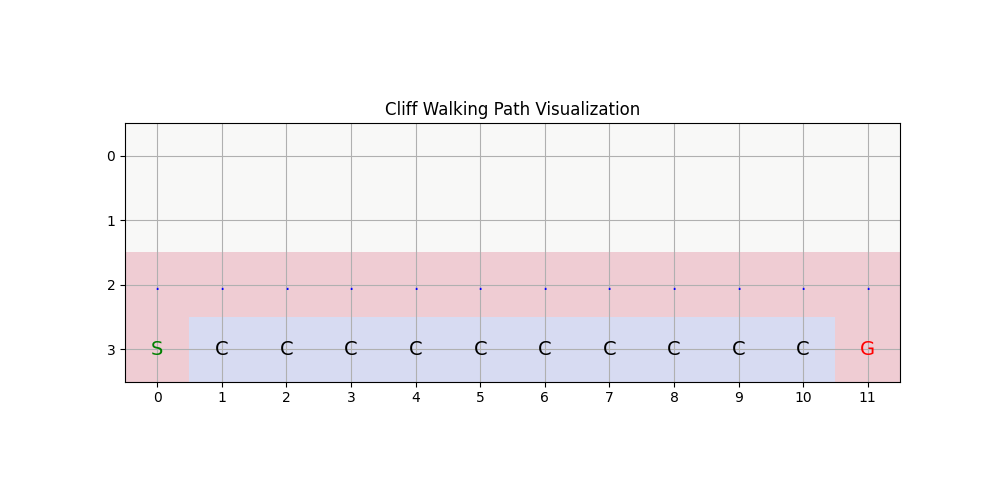 Cliff Walking Path Visualization
0
1
2 . . . . . . . . . . . .
3 S C C C C C C C C C C G
0 1 2 3 4 5 6 7 8 9 10 11